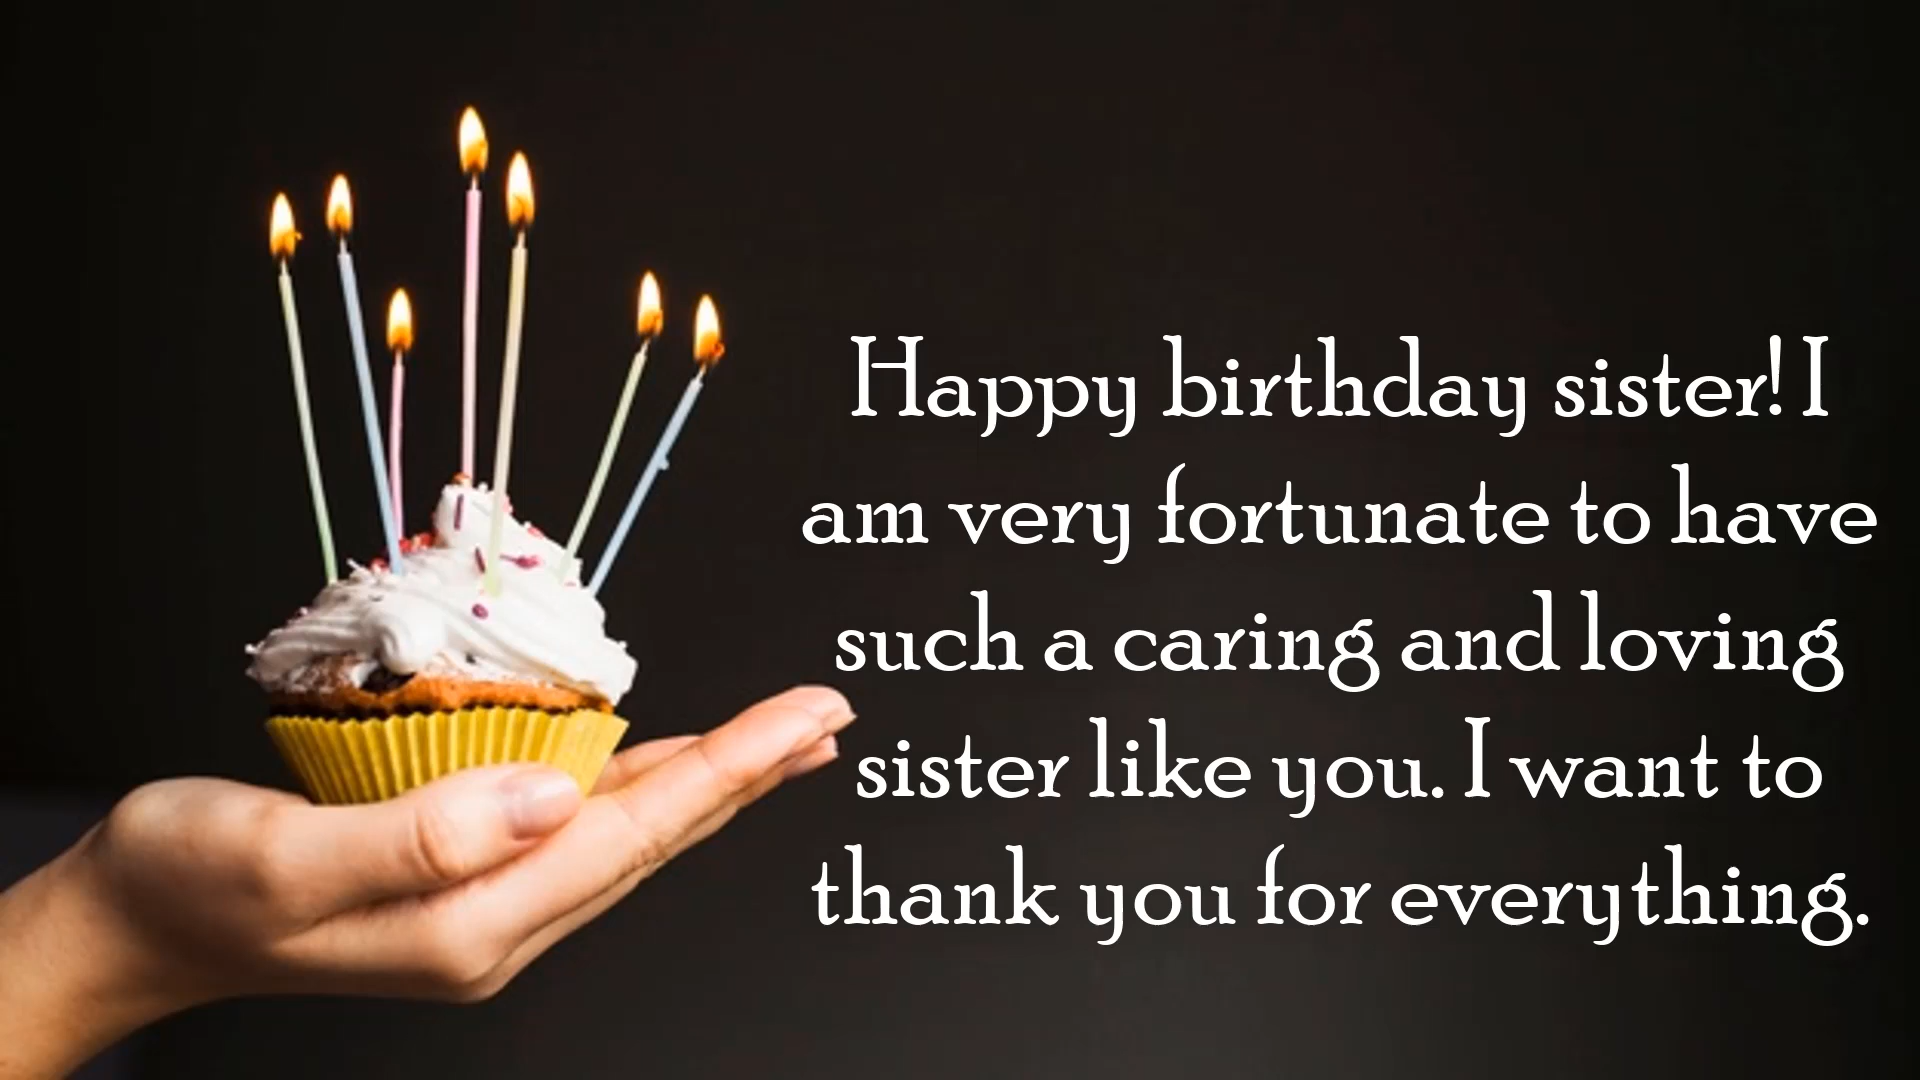 Happy birthday sister! I
am very fortunate to have
such a caring and loving
sister like you. I want to
thank you for everything.